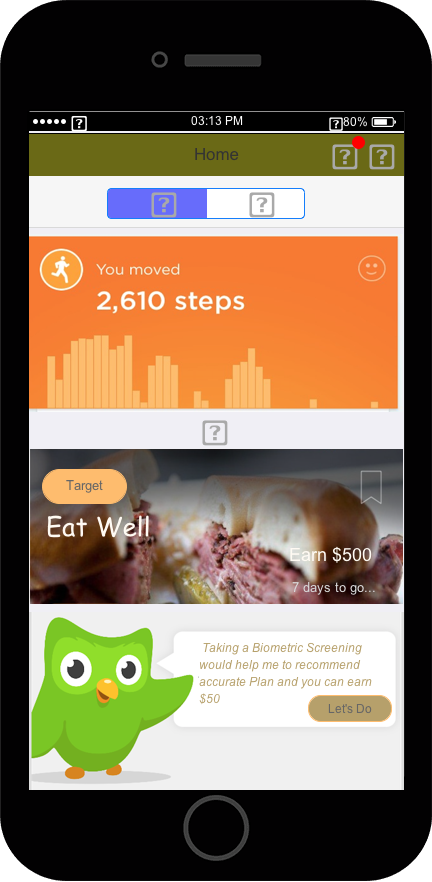 03:13 PM
80%
Home
You moved
2,610 steps
Target
Eat Well
Earn $500
7 days to go...
Taking a Biometric Screening
would help me to recommend
accurate Plan and you can earn
$50
Let's Do